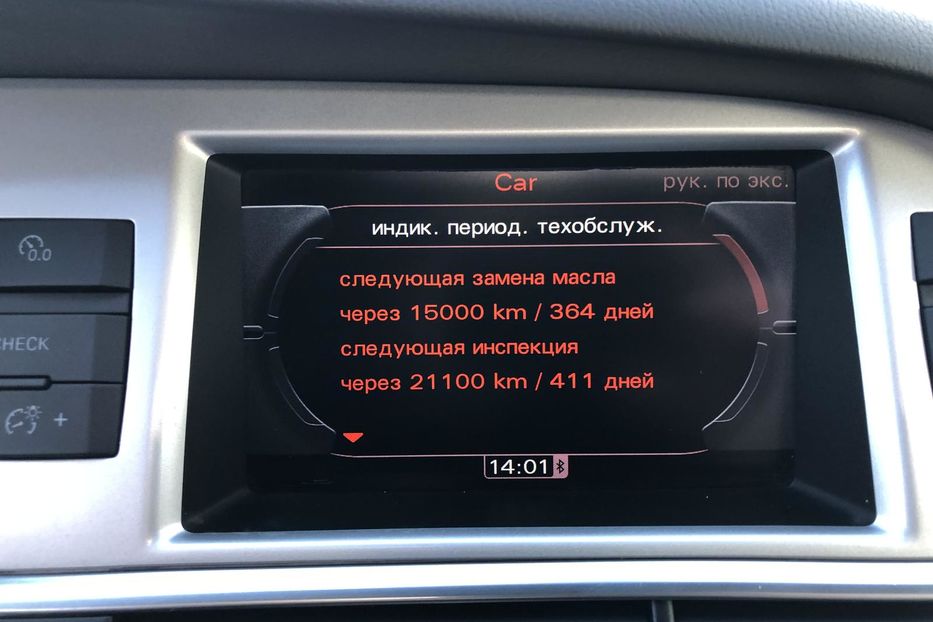 Car
рук. по экс.
индик. период. техобслуж.
следующая замена масла
через 15000 km / 364 дней
следующая инспекция
через 21100 km / 411 дней
14:01
0.0
CHECK
+